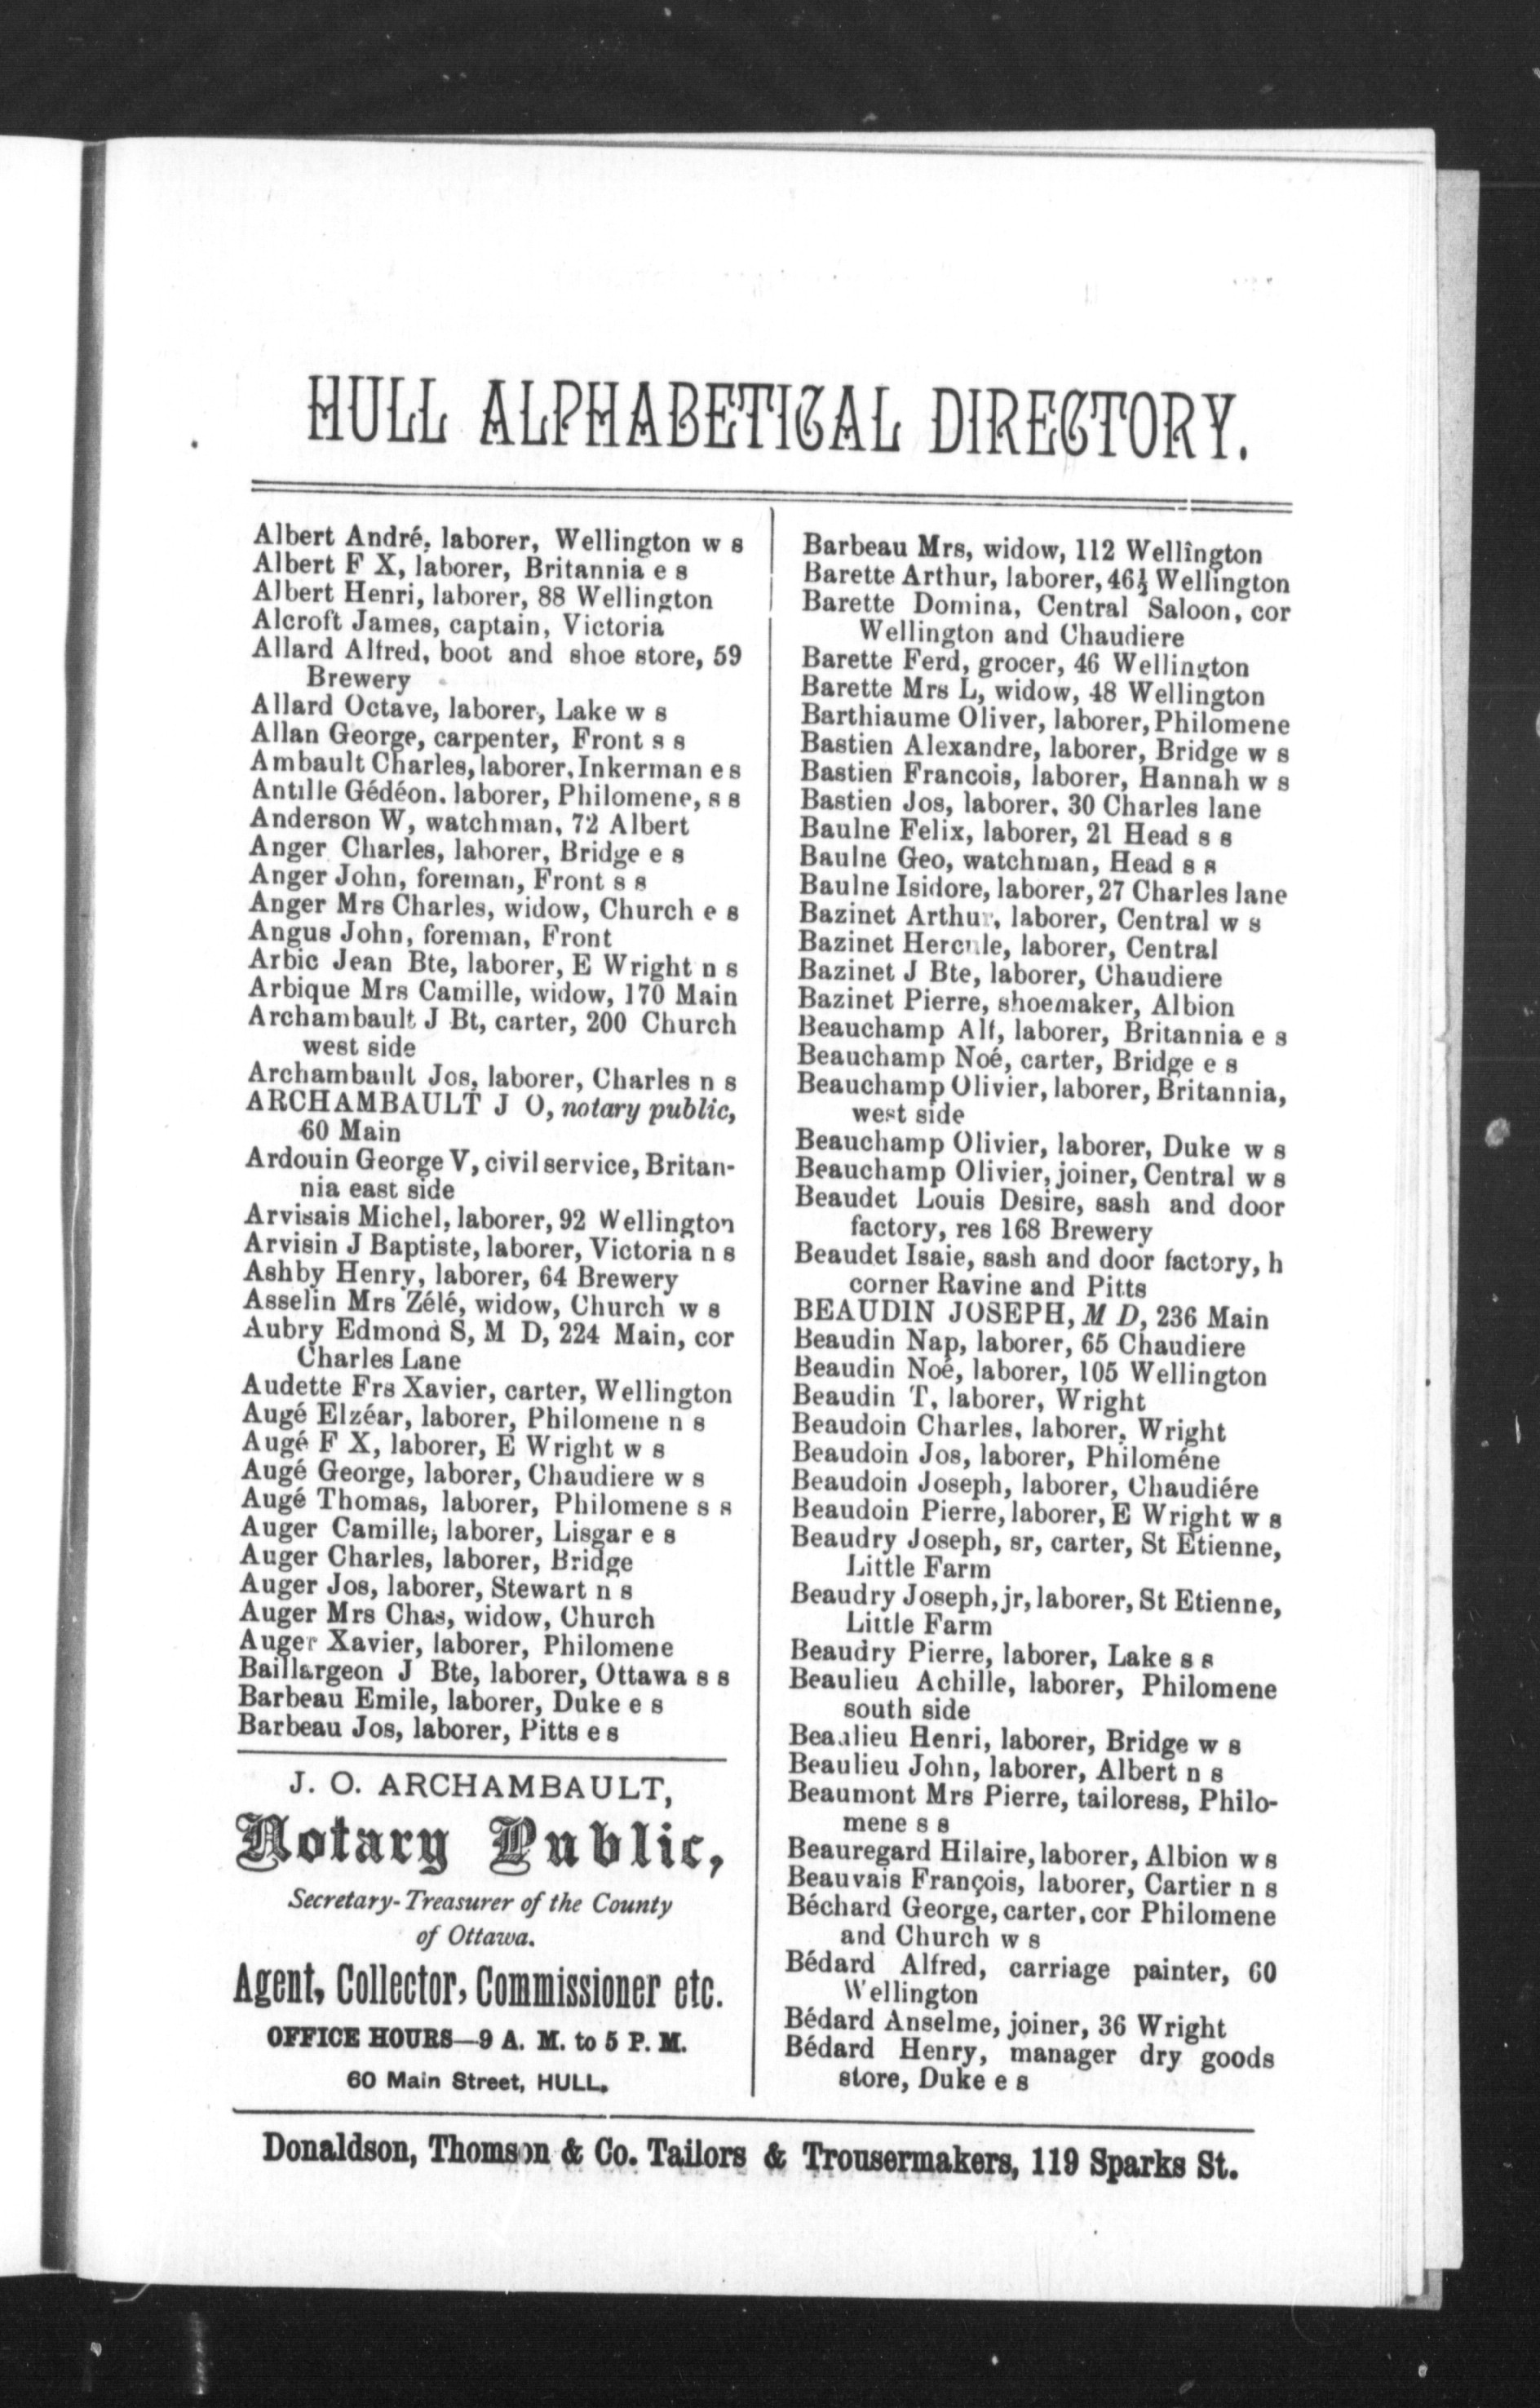 HULL ALPHABETICAL DIRECTORY.
Albert André, laborer, Wellington w s
Albert F X, laborer, Britannia e s
Albert Henri, laborer, 88 Wellington
Alcroft James, captain, Victoria
Allard Alfred, boot and shoe store, 59
Brewery
Allard Octave, laborer, Lake w s
Allan George, carpenter, Front s s
Ambault Charles, laborer, Inkerman e s
Antille Gédéon, laborer, Philomene, s s
Anderson W, watchman, 72 Albert
Anger Charles, laborer, Bridge e s
Anger John, foreman, Front s s
Anger Mrs Charles, widow, Church e s
Angus John, foreman, Front
Arbic Jean Bte, laborer, E Wright n s
Arbique Mrs Camille, widow, 170 Main
Archambault J Bt, carter, 200 Church
west side
Archambault Jos, laborer, Charles n s
ARCHAMBAULT J O, notary public,
60 Main
Ardouin George V, civil service, Britan-
nia east side
Arvisais Michel, laborer, 92 Wellington
Arvisin J Baptiste, laborer, Victoria n s
Ashby Henry, laborer, 64 Brewery
Asselin Mrs Zélé, widow, Church w s
Aubry Edmond S, M D, 224 Main, cor
Charles Lane
Audette Frs Xavier, carter, Wellington
Augé Elzéar, laborer, Philomene n s
Augé F X, laborer, E Wright w s
Augé George, laborer, Chaudiere w s
Augé Thomas, laborer, Philomene s s
Auger Camille, laborer, Lisgar e s
Auger Charles, laborer, Bridge
Auger Jos, laborer, Stewart n s
Auger Mrs Chas, widow, Church
Auger Xavier, laborer, Philomene
Baillargeon J Bte, laborer, Ottawa s s
Barbeau Emile, laborer, Duke e s
Barbeau Jos, laborer, Pitts e s
J. O. ARCHAMBAULT,
Notary Public,
Secretary-Treasurer of the County
of Ottawa.
Agent, Collector, Commissioner etc.
OFFICE HOURS—9 A. M. to 5 P. M.
60 Main Street, HULL.
Barbeau Mrs, widow, 112 Wellington
Barette Arthur, laborer, 46½ Wellington
Barette Domina, Central Saloon, cor
Wellington and Chaudiere
Barette Ferd, grocer, 46 Wellington
Barette Mrs L, widow, 48 Wellington
Barthiaume Oliver, laborer, Philomene
Bastien Alexandre, laborer, Bridge w s
Bastien Francois, laborer, Hannah w s
Bastien Jos, laborer, 30 Charles lane
Baulne Felix, laborer, 21 Head s s
Baulne Geo, watchman, Head s s
Baulne Isidore, laborer, 27 Charles lane
Bazinet Arthur, laborer, Central w s
Bazinet Hercule, laborer, Central
Bazinet J Bte, laborer, Chaudiere
Bazinet Pierre, shoemaker, Albion
Beauchamp Alf, laborer, Britannia e s
Beauchamp Noé, carter, Bridge e s
Beauchamp Olivier, laborer, Britannia,
west side
Beauchamp Olivier, laborer, Duke w s
Beauchamp Olivier, joiner, Central w s
Beaudet Louis Desire, sash and door
factory, res 168 Brewery
Beaudet Isaie, sash and door factory, h
corner Ravine and Pitts
BEAUDIN JOSEPH, M D, 236 Main
Beaudin Nap, laborer, 65 Chaudiere
Beaudin Noé, laborer, 105 Wellington
Beaudin T, laborer, Wright
Beaudoin Charles, laborer, Wright
Beaudoin Jos, laborer, Philoméne
Beaudoin Joseph, laborer, Chaudiére
Beaudoin Pierre, laborer, E Wright w s
Beaudry Joseph, sr, carter, St Etienne,
Little Farm
Beaudry Joseph, jr, laborer, St Etienne,
Little Farm
Beaudry Pierre, laborer, Lake s s
Beaulieu Achille, laborer, Philomene
south side
Beaulieu Henri, laborer, Bridge w s
Beaulieu John, laborer, Albert n s
Beaumont Mrs Pierre, tailoress, Philo-
mene s s
Beauregard Hilaire, laborer, Albion w s
Beauvais François, laborer, Cartier n s
Béchard George, carter, cor Philomene
and Church w s
Bédard Alfred, carriage painter, 60
Wellington
Bédard Anselme, joiner, 36 Wright
Bédard Henry, manager dry goods
store, Duke e s
Donaldson, Thomson & Co. Tailors & Trousermakers, 119 Sparks St.